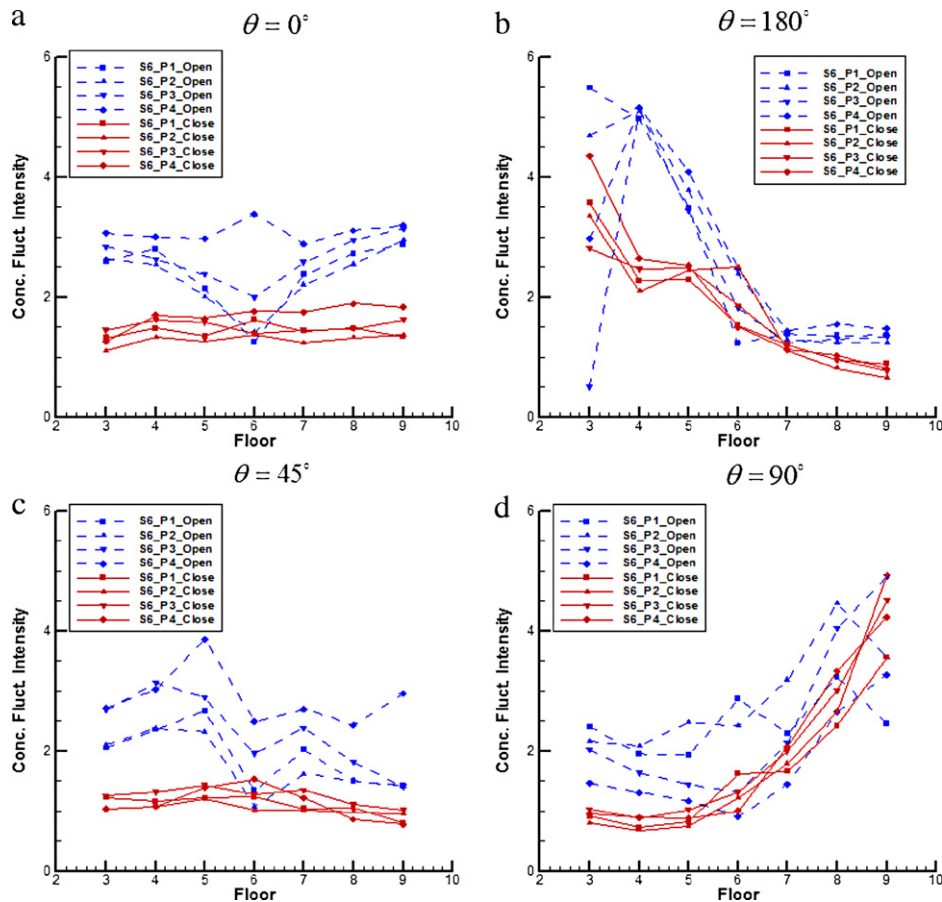 a
θ = 0°
6
S6_P1_Open
S6_P2_Open
S6_P3_Open
S6_P4_Open
S6_P1_Close
S6_P2_Close
S6_P3_Close
S6_P4_Close
4
2
0
Conc. Fluct. Intensity
2 3 4 5 6 7 8 9 10
Floor
b
θ = 180°
6
S6_P1_Open
S6_P2_Open
S6_P3_Open
S6_P4_Open
S6_P1_Close
S6_P2_Close
S6_P3_Close
S6_P4_Close
4
2
0
Conc. Fluct. Intensity
2 3 4 5 6 7 8 9 10
Floor
c
θ = 45°
6
S6_P1_Open
S6_P2_Open
S6_P3_Open
S6_P4_Open
S6_P1_Close
S6_P2_Close
S6_P3_Close
S6_P4_Close
4
2
0
Conc. Fluct. Intensity
2 3 4 5 6 7 8 9 10
Floor
d
θ = 90°
6
S6_P1_Open
S6_P2_Open
S6_P3_Open
S6_P4_Open
S6_P1_Close
S6_P2_Close
S6_P3_Close
S6_P4_Close
4
2
0
Conc. Fluct. Intensity
2 3 4 5 6 7 8 9 10
Floor